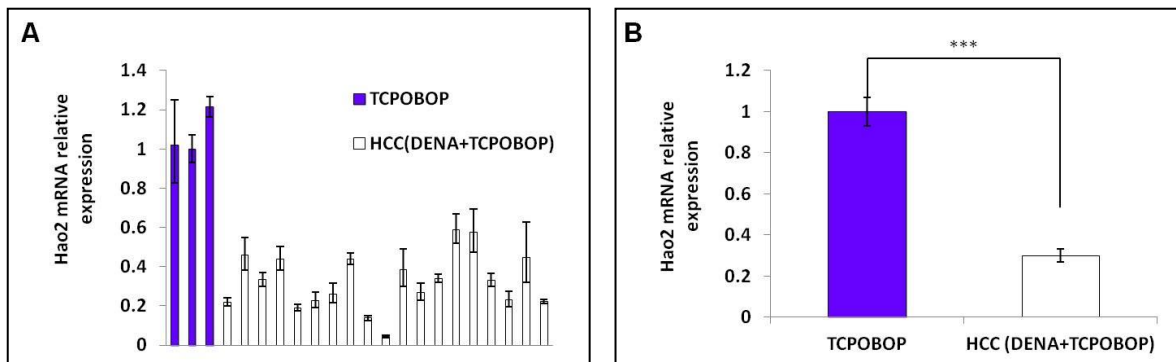 A
Hao2 mRNA relative
expression
1.4
1.2
1
0.8
0.6
0.4
0.2
0
TCPOBOP
HCC(DENA+TCPOBOP)
B
***
Hao2 mRNA relative
expression
1.2
1
0.8
0.6
0.4
0.2
0
TCPOBOP
HCC (DENA+TCPOBOP)